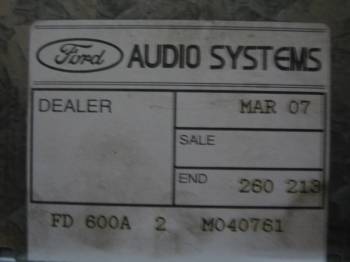 Ford AUDIO SYSTEMS
DEALER
MAR 07
SALE
END 260 213
FD 600A 2 M040761